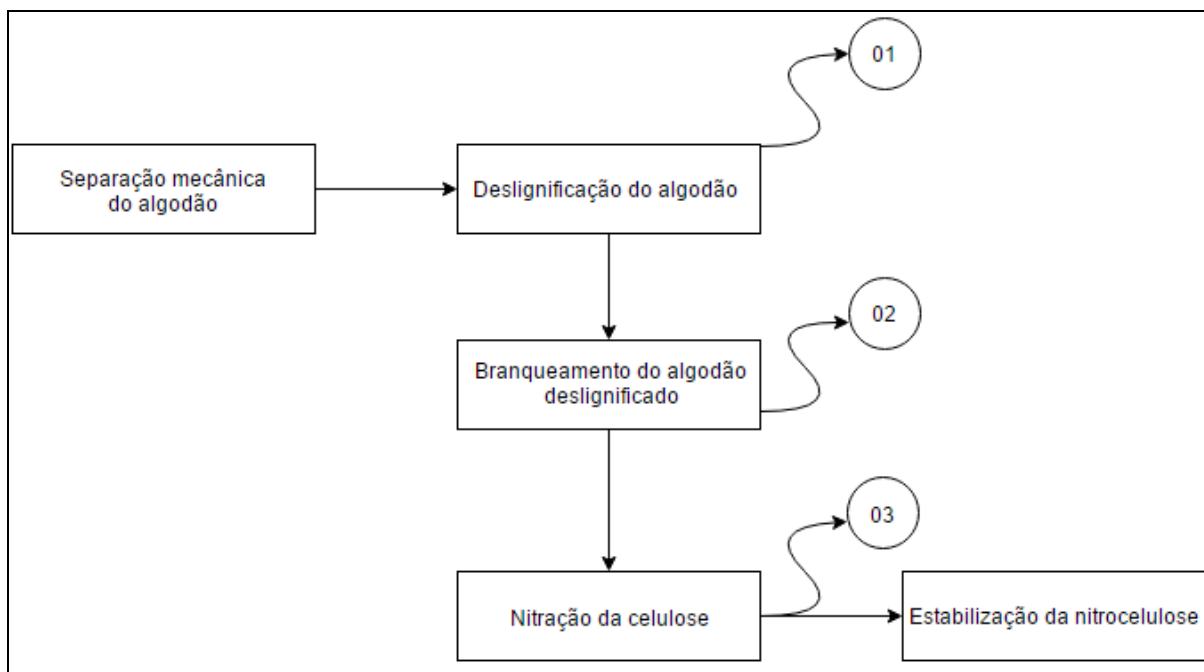 01
Separação mecânica
do algodão
Deslignificação do algodão
02
Branqueamento do algodão
deslignificado
03
Nitração da celulose
Estabilização da nitrocelulose